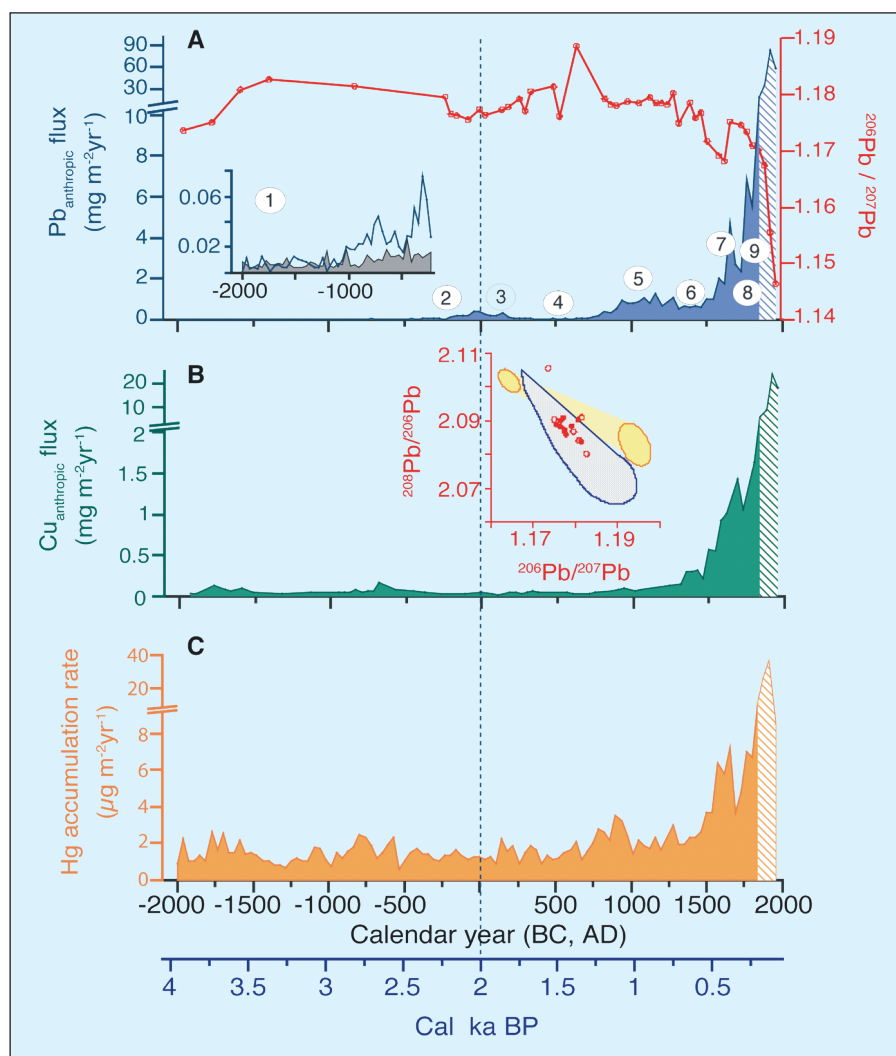 A
90
60
30
10
8
6
4
2
0
Pb anthropic flux
(mg m-2yr-1)
1.19
1.18
1.17
1.16
1.15
1.14
206Pb / 207Pb
0.06
0.02
-2000 -1000
1
2
3
4
5
6
7
8
9
B
20
10
2
1.5
1
0.5
0
Cu anthropic flux
(mg m-2yr-1)
2.11
2.09
2.07
208Pb/206Pb
1.17 1.19
206Pb/207Pb
C
40
20
8
6
4
2
0
Hg accumulation rate
(µg m-2yr-1)
-2000 -1500 -1000 -500 0 500 1000 1500 2000
Calendar year (BC, AD)
4 3.5 3 2.5 2 1.5 1 0.5
Cal ka BP